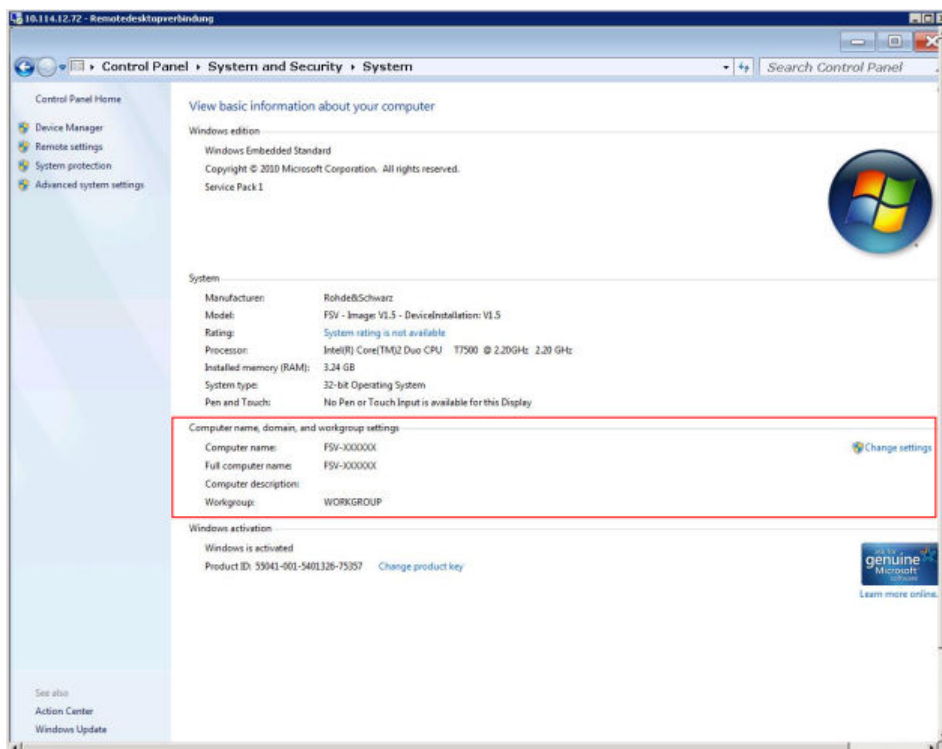 10.114.12.72 - Remotedesktopverbindung
Control Panel ▸ System and Security ▸ System
Search Control Panel
Control Panel Home
Device Manager
Remote settings
System protection
Advanced system settings
View basic information about your computer
Windows edition
Windows Embedded Standard
Copyright © 2010 Microsoft Corporation. All rights reserved.
Service Pack 1
System
Manufacturer: Rohde&Schwarz
Model: FSV - Image: V1.5 - DeviceInstallation: V1.5
Rating: System rating is not available
Processor: Intel(R) Core(TM)2 Duo CPU T7500 @ 2.20GHz 2.20 GHz
Installed memory (RAM): 3.24 GB
System type: 32-bit Operating System
Pen and Touch: No Pen or Touch Input is available for this Display
Computer name, domain, and workgroup settings
Computer name: FSV-XXXXXX
Change settings
Full computer name: FSV-XXXXXX
Computer description:
Workgroup: WORKGROUP
Windows activation
Windows is activated
Product ID: 55041-001-5401326-75357 Change product key
genuine
Microsoft
software
Learn more online.
See also
Action Center
Windows Update